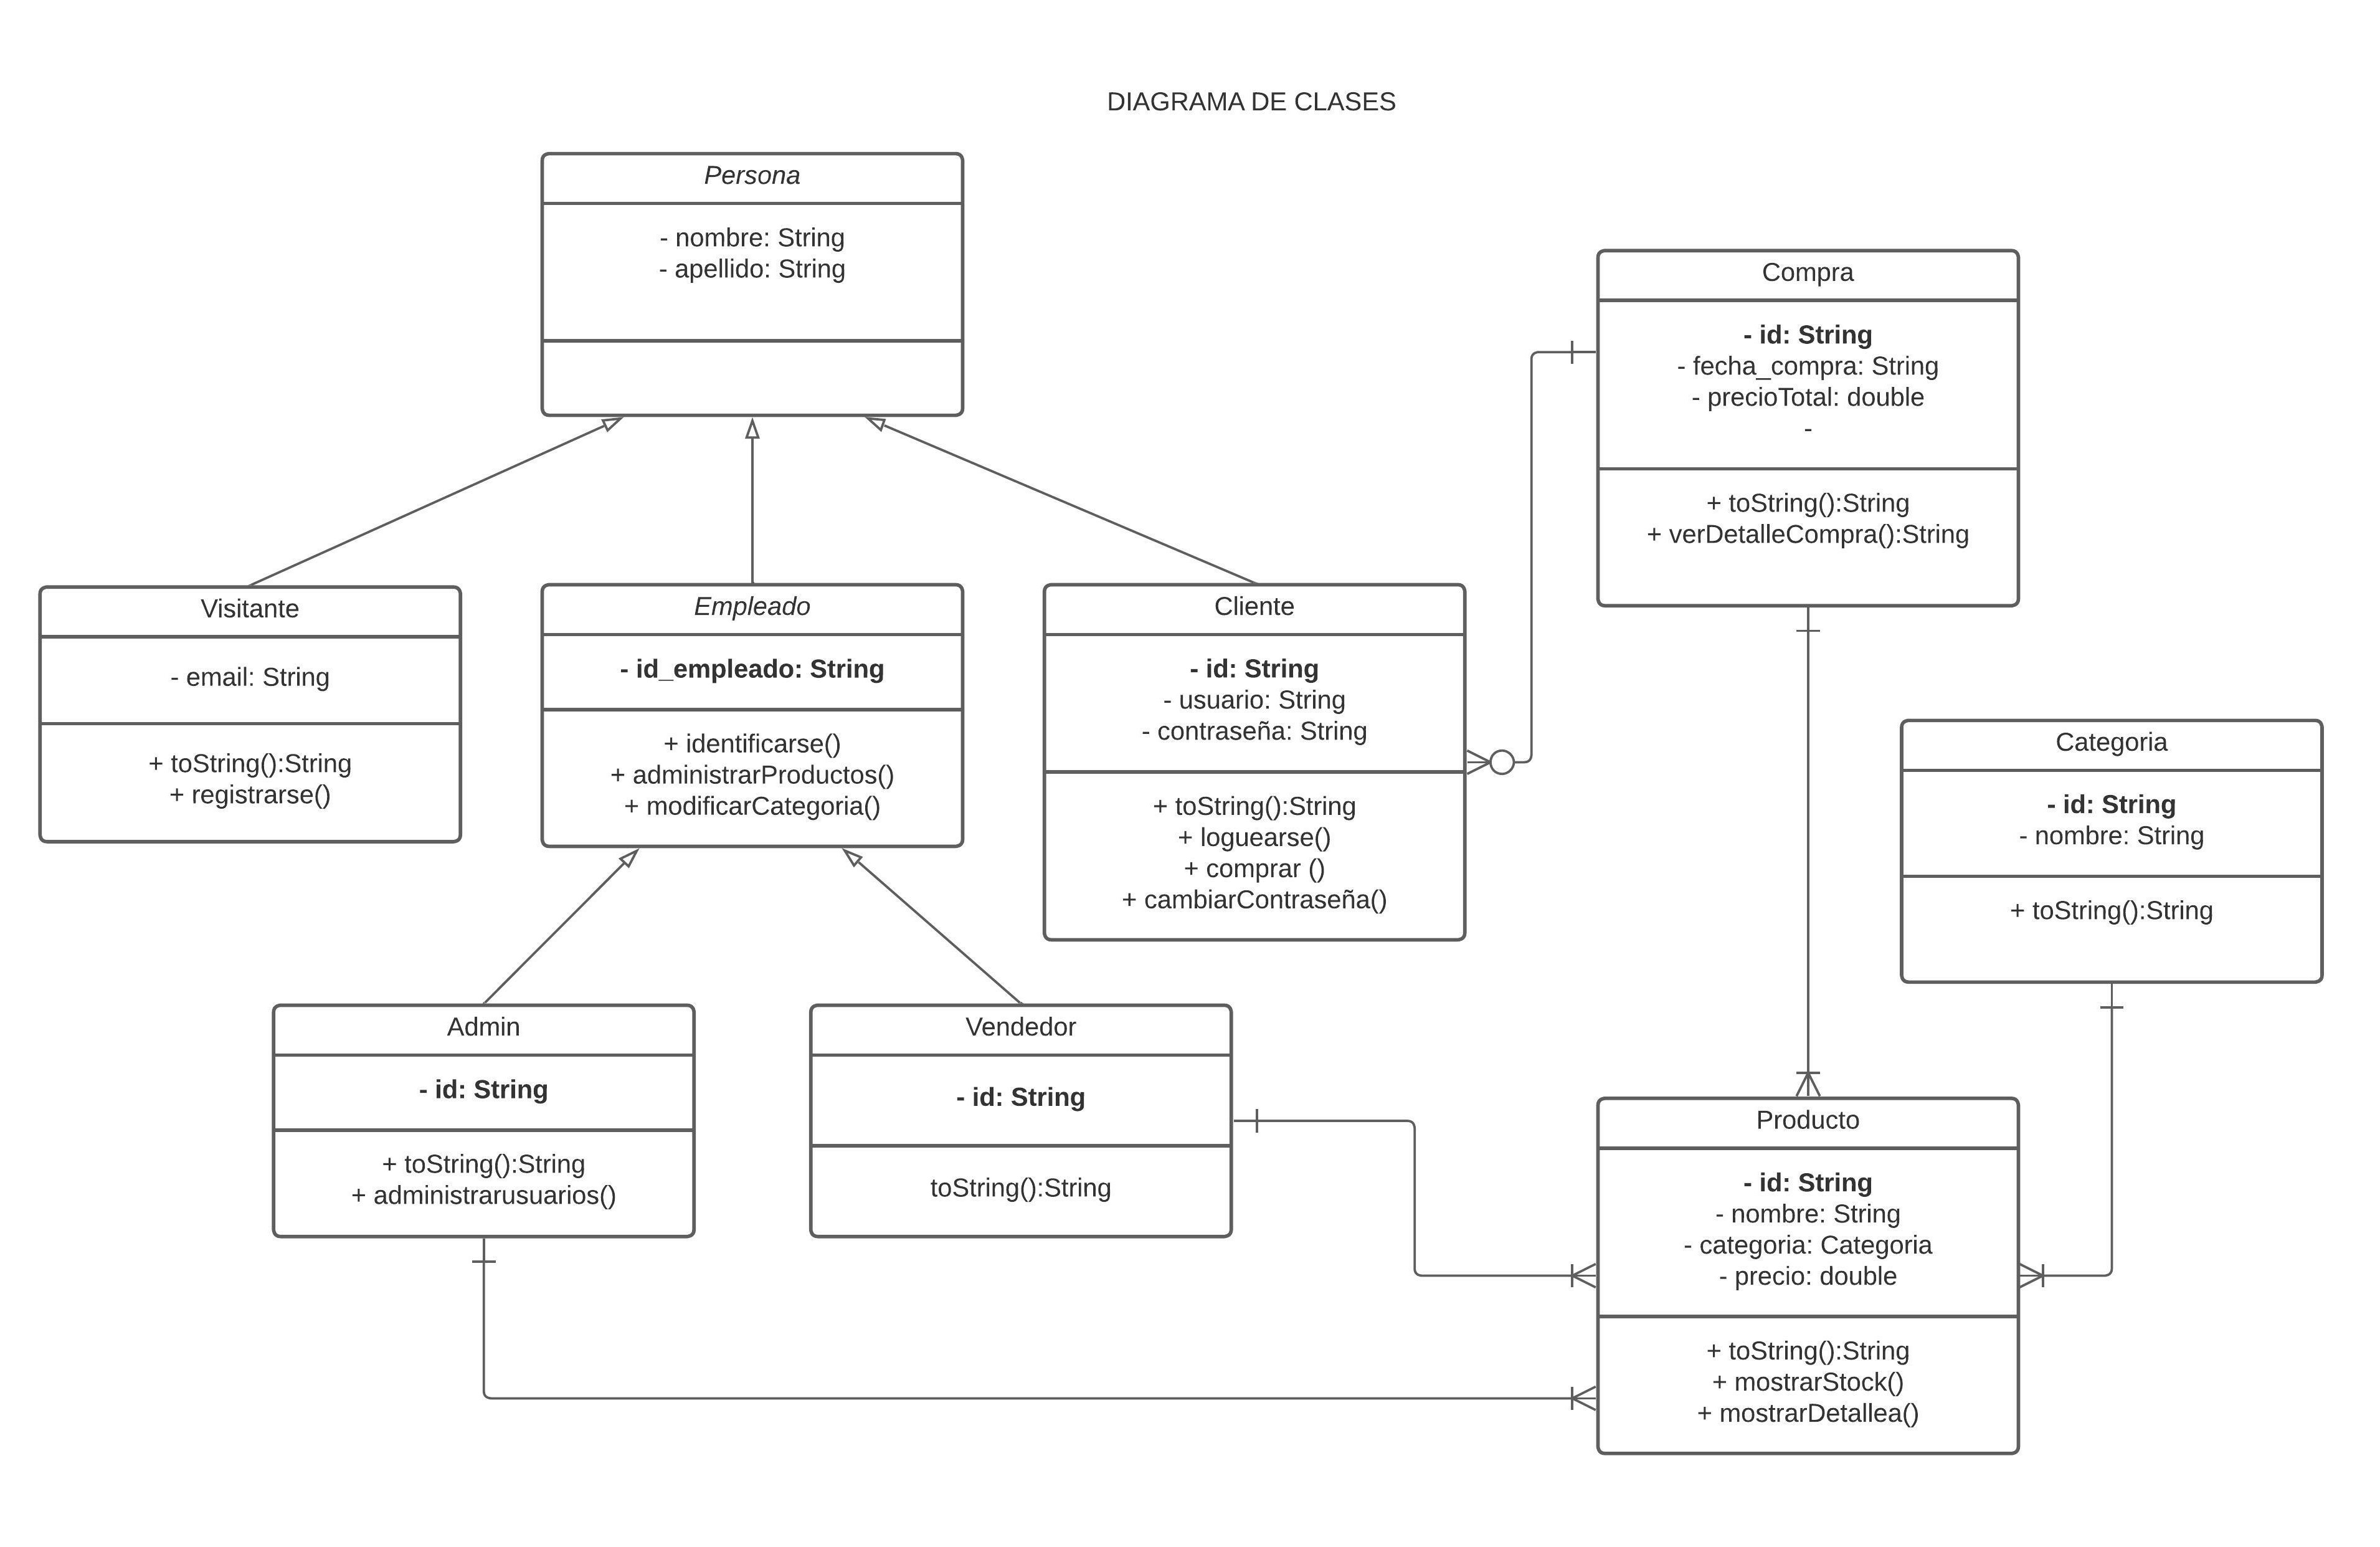 DIAGRAMA DE CLASES
Persona
- nombre: String
- apellido: String
Compra
- id: String
- fecha_compra: String
- precioTotal: double
-
+ toString():String
+ verDetalleCompra():String
Visitante
- email: String
+ toString():String
+ registrarse()
Empleado
- id_empleado: String
+ identificarse()
+ administrarProductos()
+ modificarCategoria()
Cliente
- id: String
- usuario: String
- contraseña: String
+ toString():String
+ loguearse()
+ comprar ()
+ cambiarContraseña()
Categoria
- id: String
- nombre: String
+ toString():String
Admin
- id: String
+ toString():String
+ administrarusuarios()
Vendedor
- id: String
toString():String
Producto
- id: String
- nombre: String
- categoria: Categoria
- precio: double
+ toString():String
+ mostrarStock()
+ mostrarDetallea()